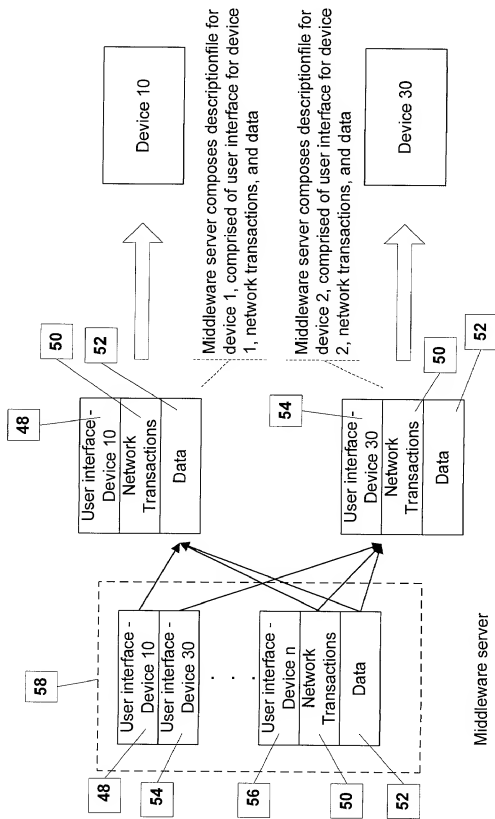 58
48
54
56
50
52
User interface -
Device 10
User interface -
Device 30
.
.
.
User interface -
Device n
Network
Transactions
Data
Middleware server
48
50
52
User interface -
Device 10
Network
Transactions
Data
Middleware server composes descriptionfile for
device 1, comprised of user interface for device
1, network transactions, and data
Device 10
54
50
52
User interface -
Device 30
Network
Transactions
Data
Middleware server composes descriptionfile for
device 2, comprised of user interface for device
2, network transactions, and data
Device 30